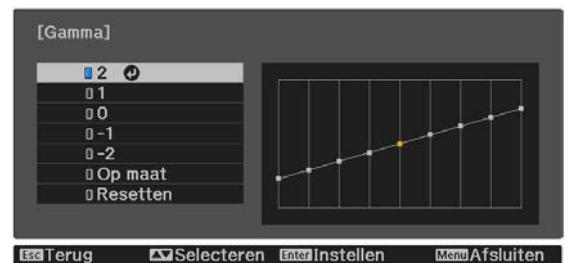 [Gamma]
2
1
0
-1
-2
Op maat
Resetten
Esc Terug Selecteren Enter Instellen Menu Afsluiten